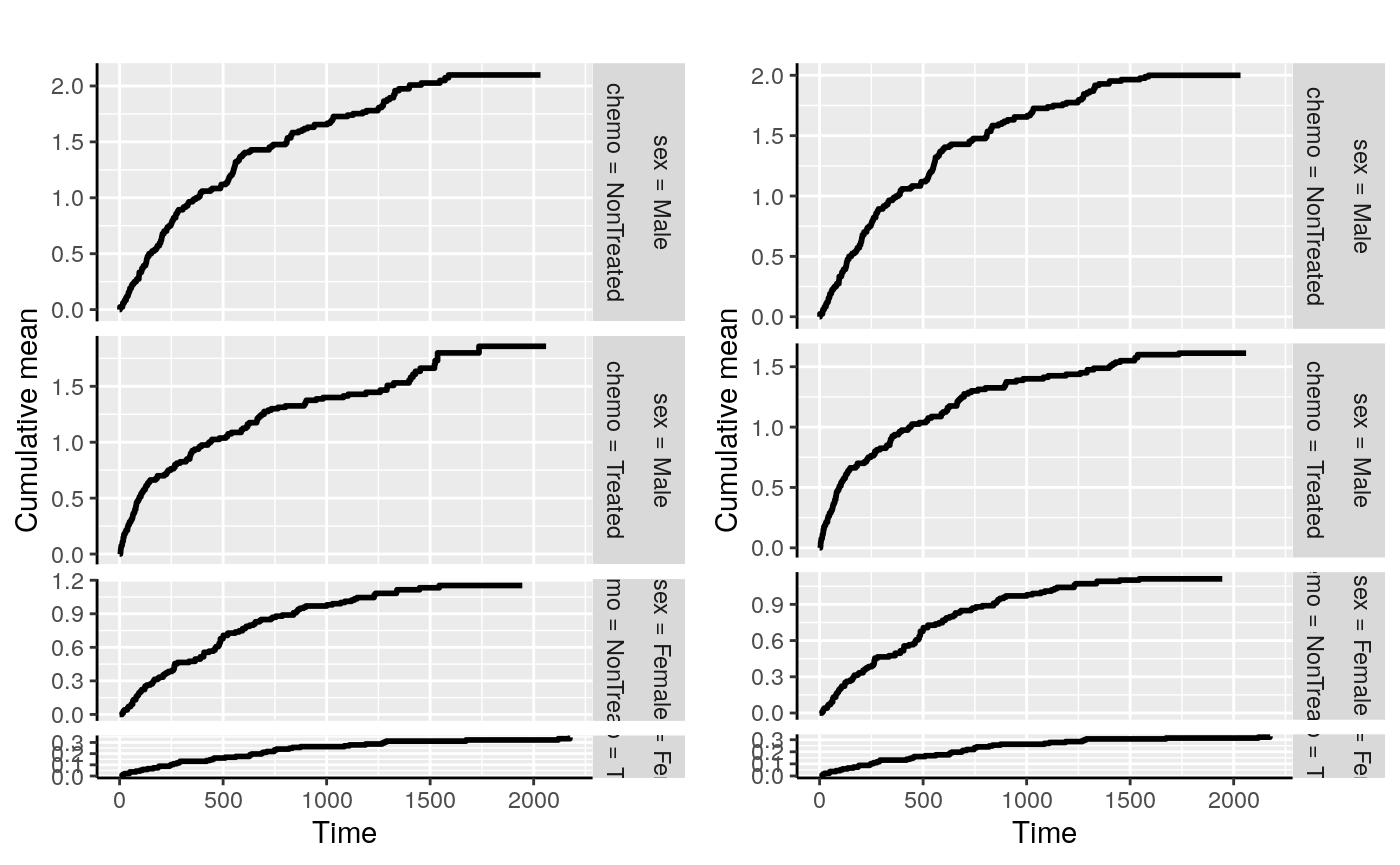 Cumulative mean
2.0
1.5
1.0
0.5
0.0
chemo = NonTreated
sex = Male
1.5
1.0
0.5
0.0
chemo = Treated
sex = Male
1.2
0.9
0.6
0.3
0.0
mo = NonTrea
sex = Female
0.3
0.2
0.1
0.0
= T
= Fe
0 500 1000 1500 2000
Time
Cumulative mean
2.0
1.5
1.0
0.5
0.0
chemo = NonTreated
sex = Male
1.5
1.0
0.5
0.0
chemo = Treated
sex = Male
0.9
0.6
0.3
0.0
mo = NonTrea
sex = Female
0.3
0.2
0.1
0.0
= T
= Fe
0 500 1000 1500 2000
Time